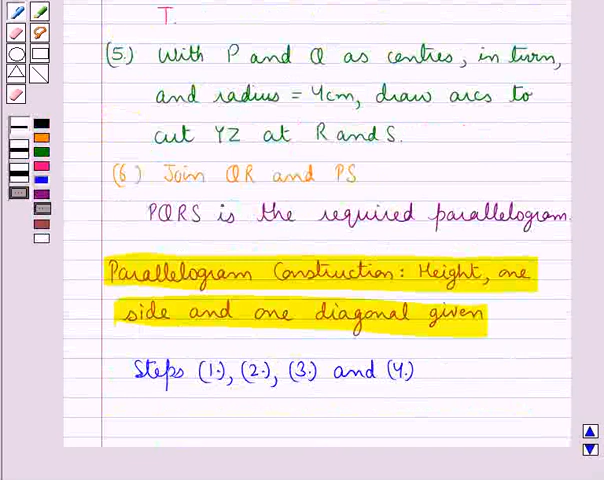 T.
(5.) With P and Q as centres, in turn,
and radius = 4cm, draw arcs to
cut YZ at R and S.
(6) Join QR and PS
PQRS is the required parallelogram.
Parallelogram Construction: Height, one
side and one diagonal given
Steps (1.), (2.), (3.) and (4.)